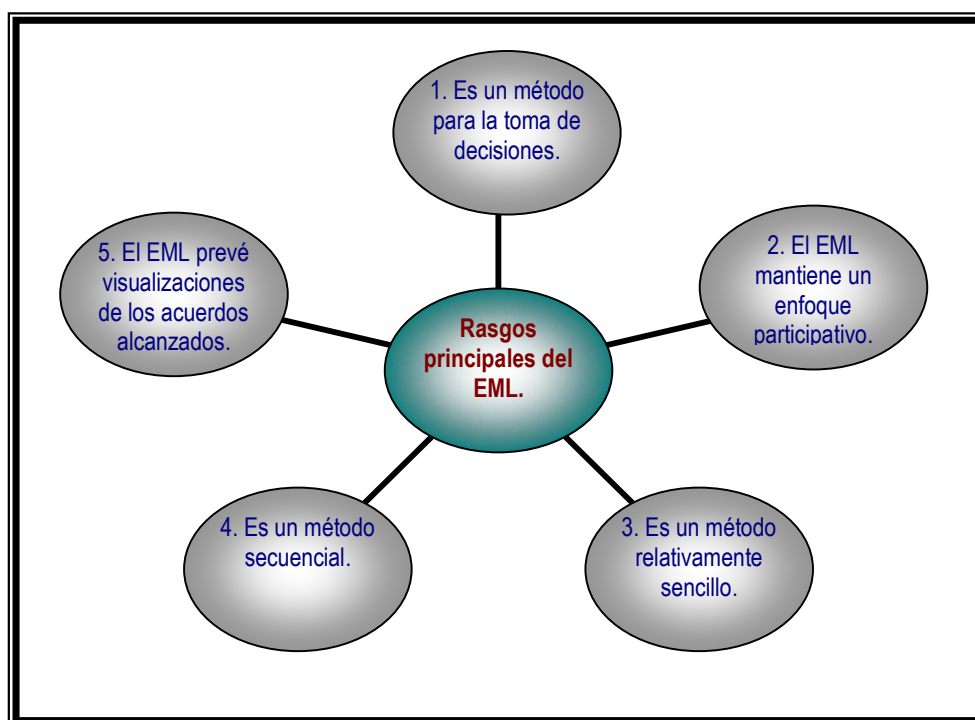 1. Es un método
para la toma de
decisiones.
2. El EML
mantiene un
enfoque
participativo.
3. Es un método
relativamente
sencillo.
4. Es un método
secuencial.
5. El EML prevé
visualizaciones
de los acuerdos
alcanzados.
Rasgos
principales del
EML.